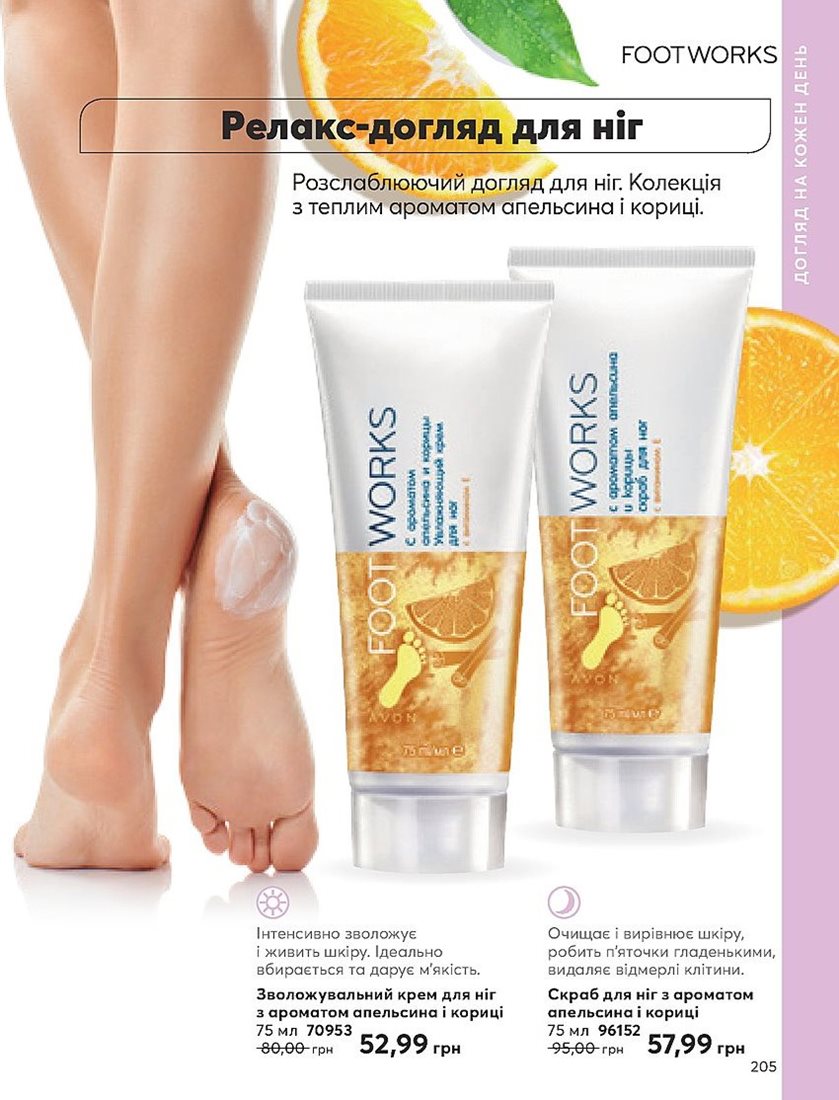 FOOTWORKS
ДОГЛЯД НА КОЖЕН ДЕНЬ
Релакс-догляд для ніг
Розслаблюючий догляд для ніг. Колекція
з теплим ароматом апельсина і кориці.
FOOT WORKS
С ароматом
апельсина и корицы
Увлажняющий крем
для ног
с витамином Е
AVON
75 ml/мл e
FOOT WORKS
с ароматом апельсина
и корицы
скраб для ног
с витамином Е
AVON
75 ml/мл e
Інтенсивно зволожує
і живить шкіру. Ідеально
вбирається та дарує м'якість.
Зволожувальний крем для ніг
з ароматом апельсина і кориці
75 мл 70953
80,00 грн 52,99 грн
Очищає і вирівнює шкіру,
робить п'яточки гладенькими,
видаляє відмерлі клітини.
Скраб для ніг з ароматом
апельсина і кориці
75 мл 96152
95,00 грн 57,99 грн
205